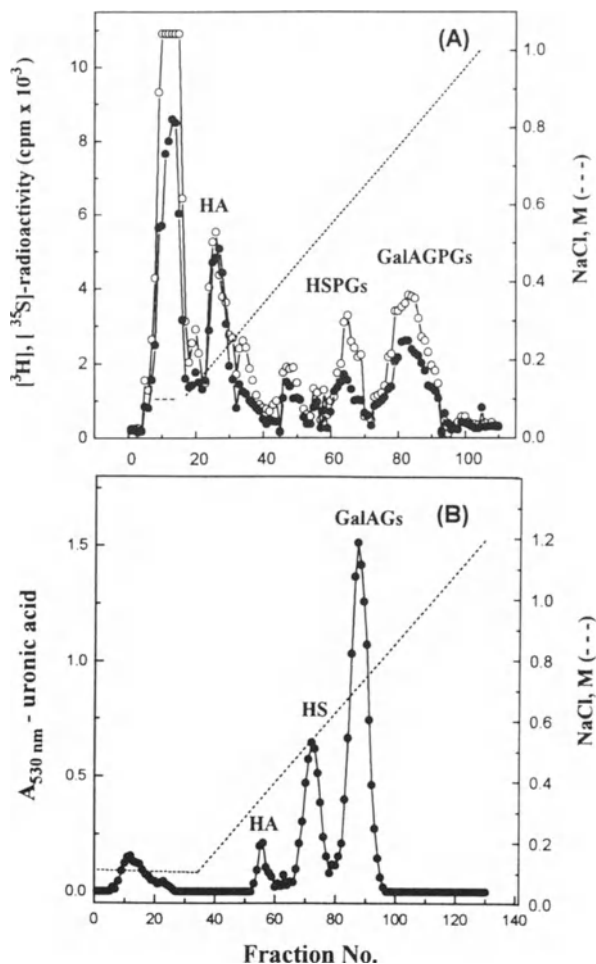 (A)
[³H], [ ³⁵S]-radioactivity (cpm x 10⁻³)
10
8
6
4
2
0
HA
HSPGs
GalAGPGs
1.0
0.8
0.6
0.4
0.2
0.0
NaCl, M (- - -)
0 20 40 60 80 100
(B)
A530 nm - uronic acid
1.5
1.0
0.5
0.0
GalAGs
HS
HA
1.2
1.0
0.8
0.6
0.4
0.2
0.0
NaCl, M (- - -)
0 20 40 60 80 100 120 140
Fraction No.